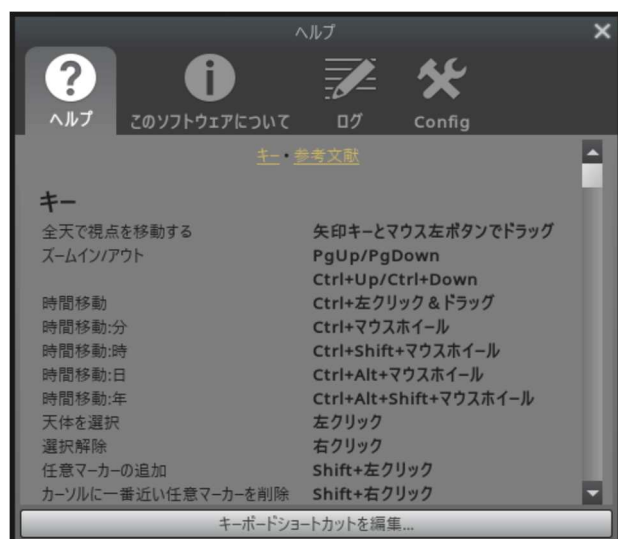 ヘルプ
ヘルプ このソフトウェアについて ログ Config
キー・参考文献
キー
全天で視点を移動する 矢印キーとマウス左ボタンでドラッグ
ズームイン/アウト PgUp/PgDown
Ctrl+Up/Ctrl+Down
時間移動 Ctrl+左クリック&ドラッグ
時間移動:分 Ctrl+マウスホイール
時間移動:時 Ctrl+Shift+マウスホイール
時間移動:日 Ctrl+Alt+マウスホイール
時間移動:年 Ctrl+Alt+Shift+マウスホイール
天体を選択 左クリック
選択解除 右クリック
任意マーカーの追加 Shift+左クリック
カーソルに一番近い任意マーカーを削除 Shift+右クリック
キーボードショートカットを編集...